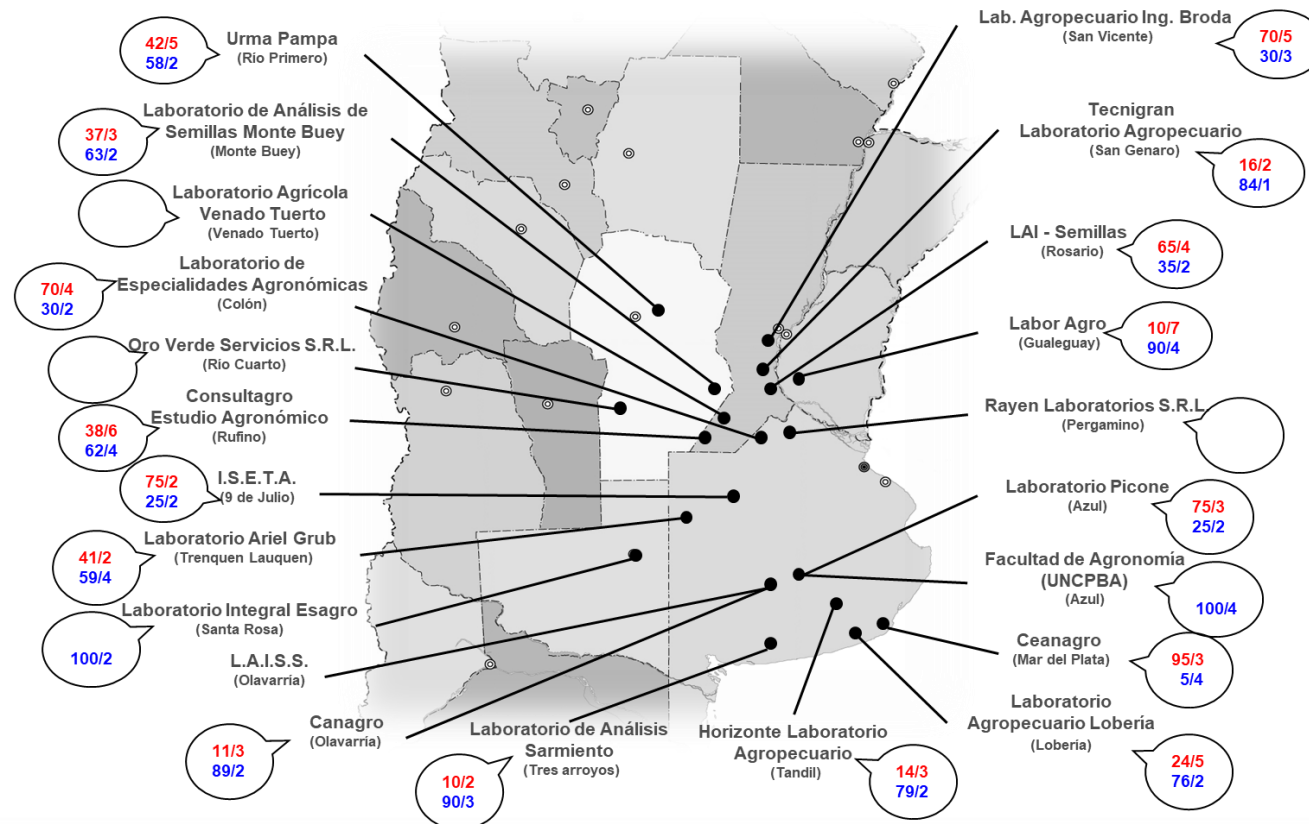 42/5
58/2
Urma Pampa
(Río Primero)
37/3
63/2
Laboratorio de Análisis de
Semillas Monte Buey
(Monte Buey)
Laboratorio Agrícola
Venado Tuerto
(Venado Tuerto)
70/4
30/2
Laboratorio de
Especialidades Agronómicas
(Colón)
Oro Verde Servicios S.R.L.
(Río Cuarto)
38/6
62/4
Consultagro
Estudio Agronómico
(Rufino)
75/2
25/2
I.S.E.T.A.
(9 de Julio)
41/2
59/4
Laboratorio Ariel Grub
(Trenquen Lauquen)
100/2
Laboratorio Integral Esagro
(Santa Rosa)
L.A.I.S.S.
(Olavarría)
11/3
89/2
Canagro
(Olavarría)
10/2
90/3
Laboratorio de Análisis
Sarmiento
(Tres arroyos)
Horizonte Laboratorio
Agropecuario
(Tandil)
14/3
79/2
Lab. Agropecuario Ing. Broda
(San Vicente)
70/5
30/3
Tecnigran
Laboratorio Agropecuario
(San Genaro)
16/2
84/1
LAI - Semillas
(Rosario)
65/4
35/2
Labor Agro
(Gualeguay)
10/7
90/4
Rayen Laboratorios S.R.L.
(Pergamino)
Laboratorio Picone
(Azul)
75/3
25/2
Facultad de Agronomía
(UNCPBA)
(Azul)
100/4
Ceanagro
(Mar del Plata)
95/3
5/4
Laboratorio
Agropecuario Lobería
(Lobería)
24/5
76/2